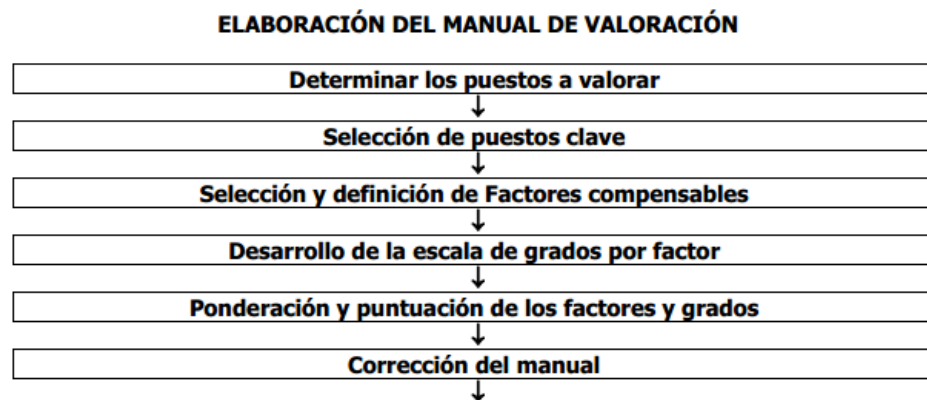 ELABORACIÓN DEL MANUAL DE VALORACIÓN
Determinar los puestos a valorar
Selección de puestos clave
Selección y definición de Factores compensables
Desarrollo de la escala de grados por factor
Ponderación y puntuación de los factores y grados
Corrección del manual